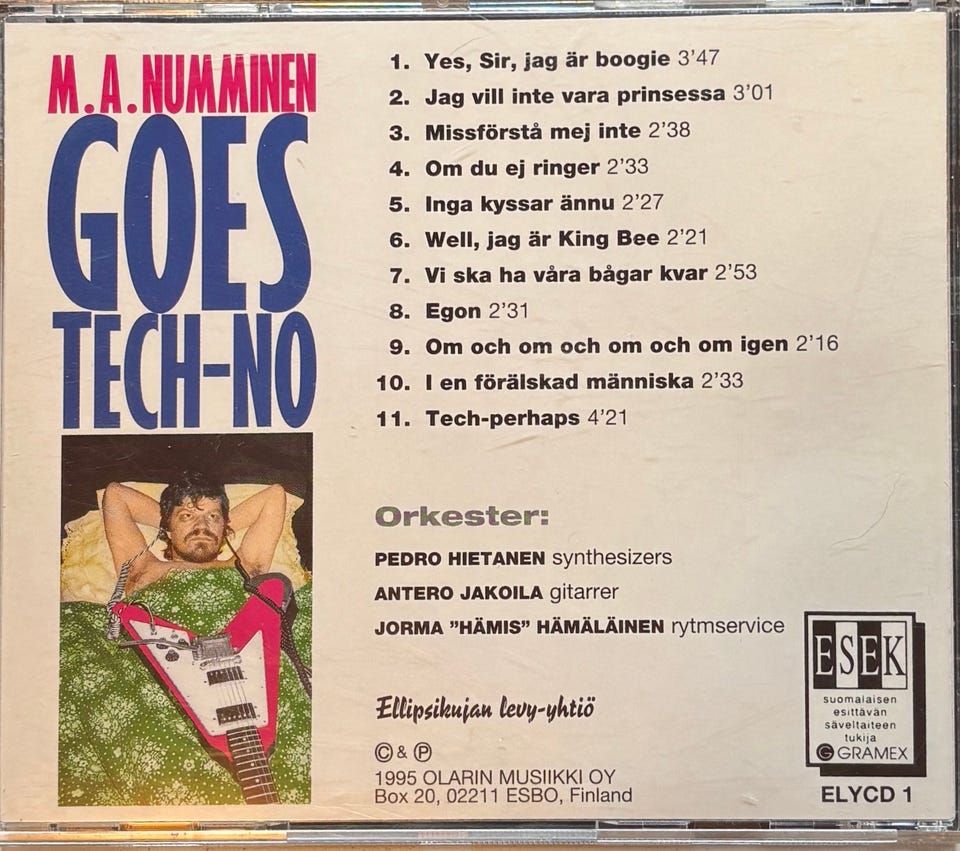 M.A. NUMMINEN
GOES
TECH-NO
1. Yes, Sir, jag är boogie 3'47
2. Jag vill inte vara prinsessa 3'01
3. Missförstå mej inte 2'38
4. Om du ej ringer 2'33
5. Inga kyssar ännu 2'27
6. Well, jag är King Bee 2'21
7. Vi ska ha våra bågar kvar 2'53
8. Egon 2'31
9. Om och om och om och om igen 2'16
10. I en förälskad människa 2'33
11. Tech-perhaps 4'21
Orkester:
PEDRO HIETANEN synthesizers
ANTERO JAKOILA gitarrer
JORMA ”HÄMIS” HÄMÄLÄINEN rytmservice
Ellipsikujan levy-yhtiö
© & ℗
1995 OLARIN MUSIIKKI OY
Box 20, 02211 ESBO, Finland
ESEK
suomalaisen
esittävän
säveltaiteen
tukija
GRAMEX
ELYCD 1